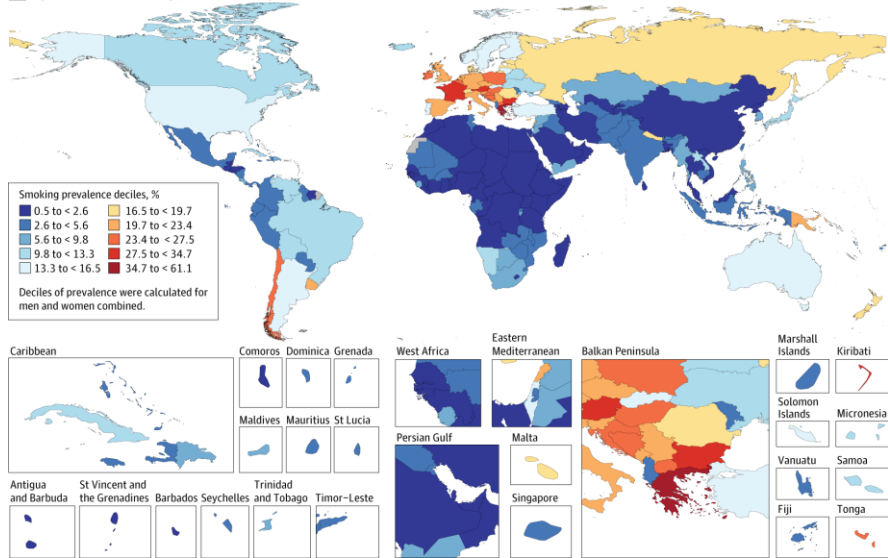 Smoking prevalence deciles, %
0.5 to < 2.6
2.6 to < 5.6
5.6 to < 9.8
9.8 to < 13.3
13.3 to < 16.5
16.5 to < 19.7
19.7 to < 23.4
23.4 to < 27.5
27.5 to < 34.7
34.7 to < 61.1
Deciles of prevalence were calculated for
men and women combined.
Caribbean
Comoros
Dominica
Grenada
Maldives
Mauritius
St Lucia
Antigua
and Barbuda
St Vincent and
the Grenadines
Barbados
Seychelles
Trinidad
and Tobago
Timor–Leste
West Africa
Eastern
Mediterranean
Persian Gulf
Malta
Singapore
Balkan Peninsula
Marshall
Islands
Kiribati
Solomon
Islands
Micronesia
Vanuatu
Samoa
Fiji
Tonga